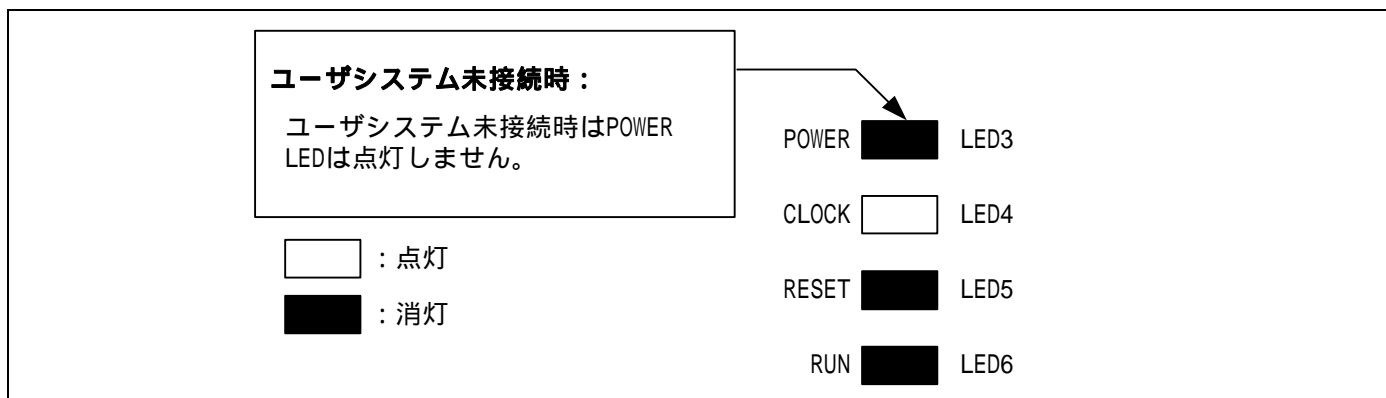 ユーザシステム未接続時：
ユーザシステム未接続時はPOWER
LEDは点灯しません。
：点灯
：消灯
POWER LED3
CLOCK LED4
RESET LED5
RUN LED6